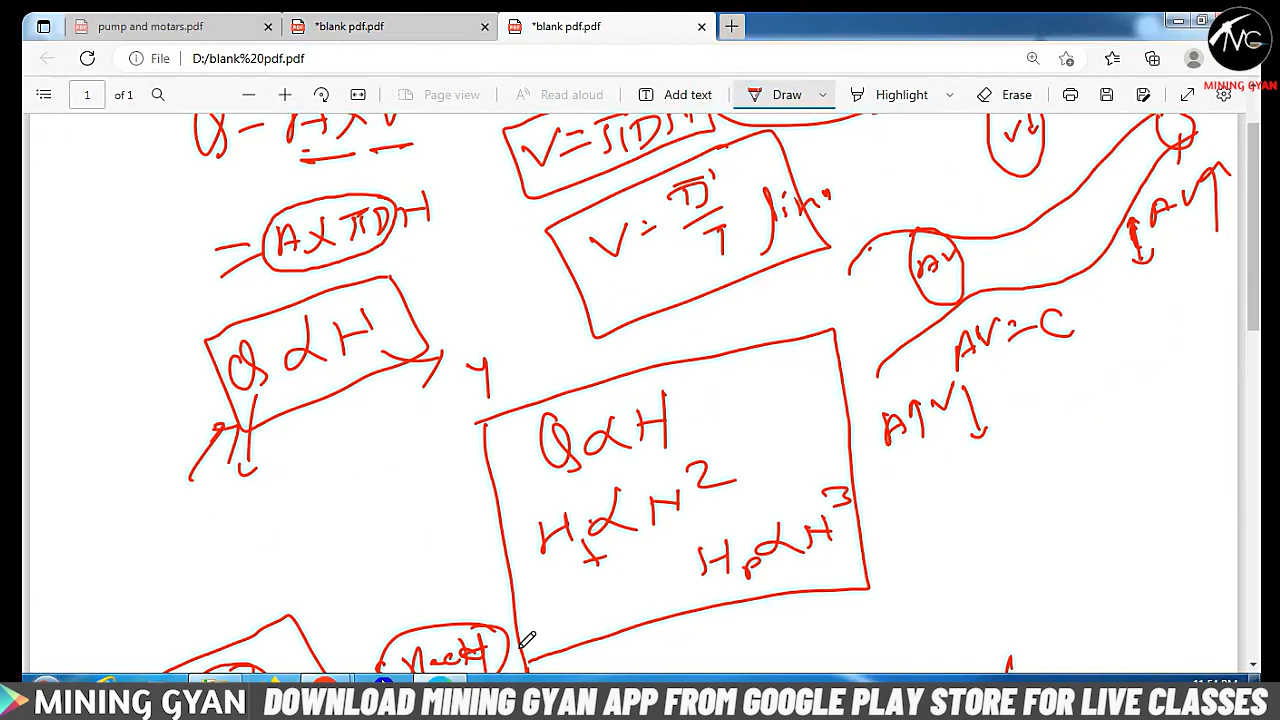 pump and motars.pdf
*blank pdf.pdf
*blank pdf.pdf
File
D:/blank%20pdf.pdf
1 of 1
Page view
Read aloud
Add text
Draw
Highlight
Erase
MINING GYAN
Q = A × V
= A × πDN
Q ∝ N
AV
AV = C
A↑ V↓
AV↑
Q ∝ N
H ∝ N²
Hp ∝ N³
MINING GYAN DOWNLOAD MINING GYAN APP FROM GOOGLE PLAY STORE FOR LIVE CLASSES